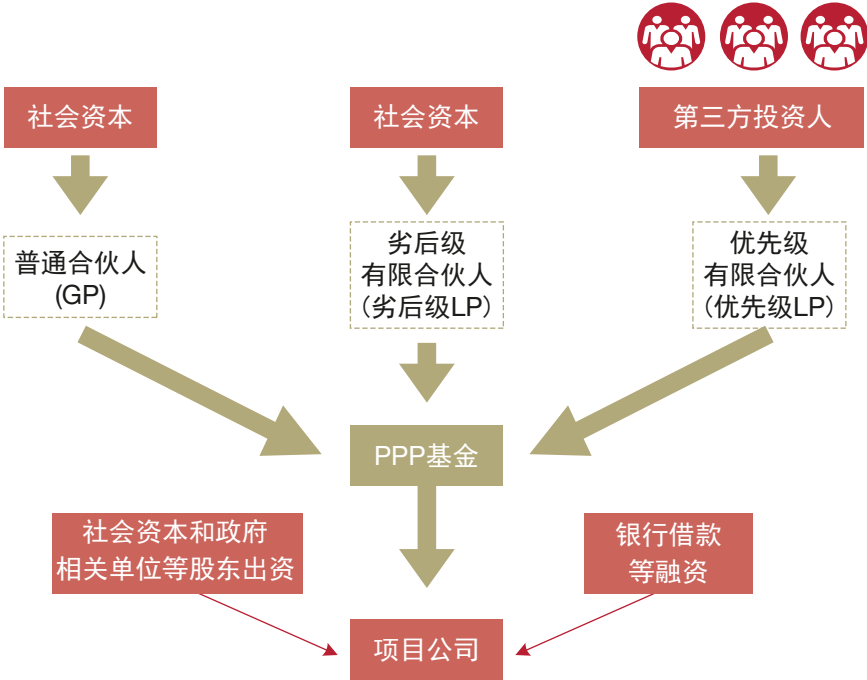 社会资本
社会资本
第三方投资人
普通合伙人
(GP)
劣后级
有限合伙人
(劣后级LP)
优先级
有限合伙人
(优先级LP)
PPP基金
社会资本和政府
相关单位等股东出资
银行借款
等融资
项目公司